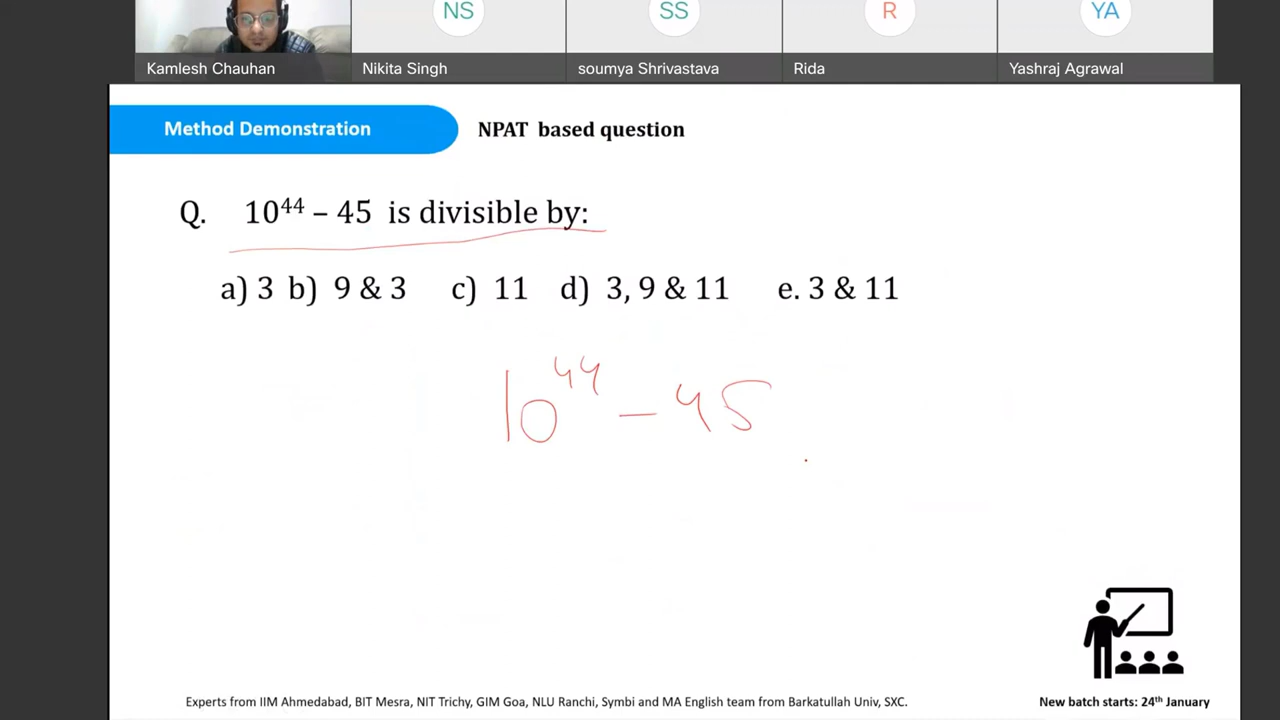 NS SS R YA
Kamlesh Chauhan Nikita Singh soumya Shrivastava Rida Yashraj Agrawal
Method Demonstration NPAT based question
Q. 10⁴⁴ – 45 is divisible by:
a) 3 b) 9 & 3 c) 11 d) 3, 9 & 11 e. 3 & 11
10⁴⁴ – 45
Experts from IIM Ahmedabad, BIT Mesra, NIT Trichy, GIM Goa, NLU Ranchi, Symbi and MA English team from Barkatullah Univ, SXC. New batch starts: 24th January